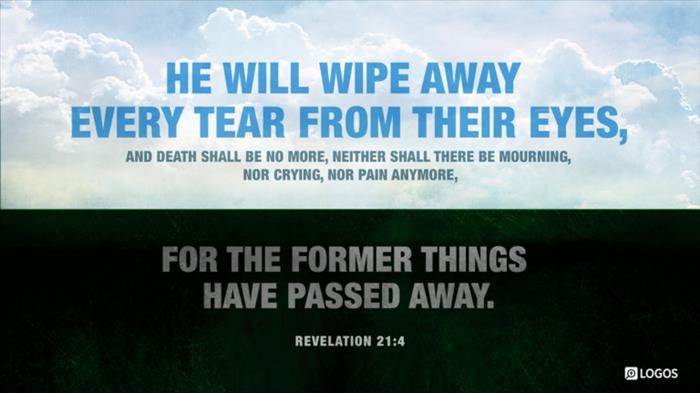 HE WILL WIPE AWAY
EVERY TEAR FROM THEIR EYES,
AND DEATH SHALL BE NO MORE, NEITHER SHALL THERE BE MOURNING,
NOR CRYING, NOR PAIN ANYMORE,
FOR THE FORMER THINGS
HAVE PASSED AWAY.
REVELATION 21:4
LOGOS